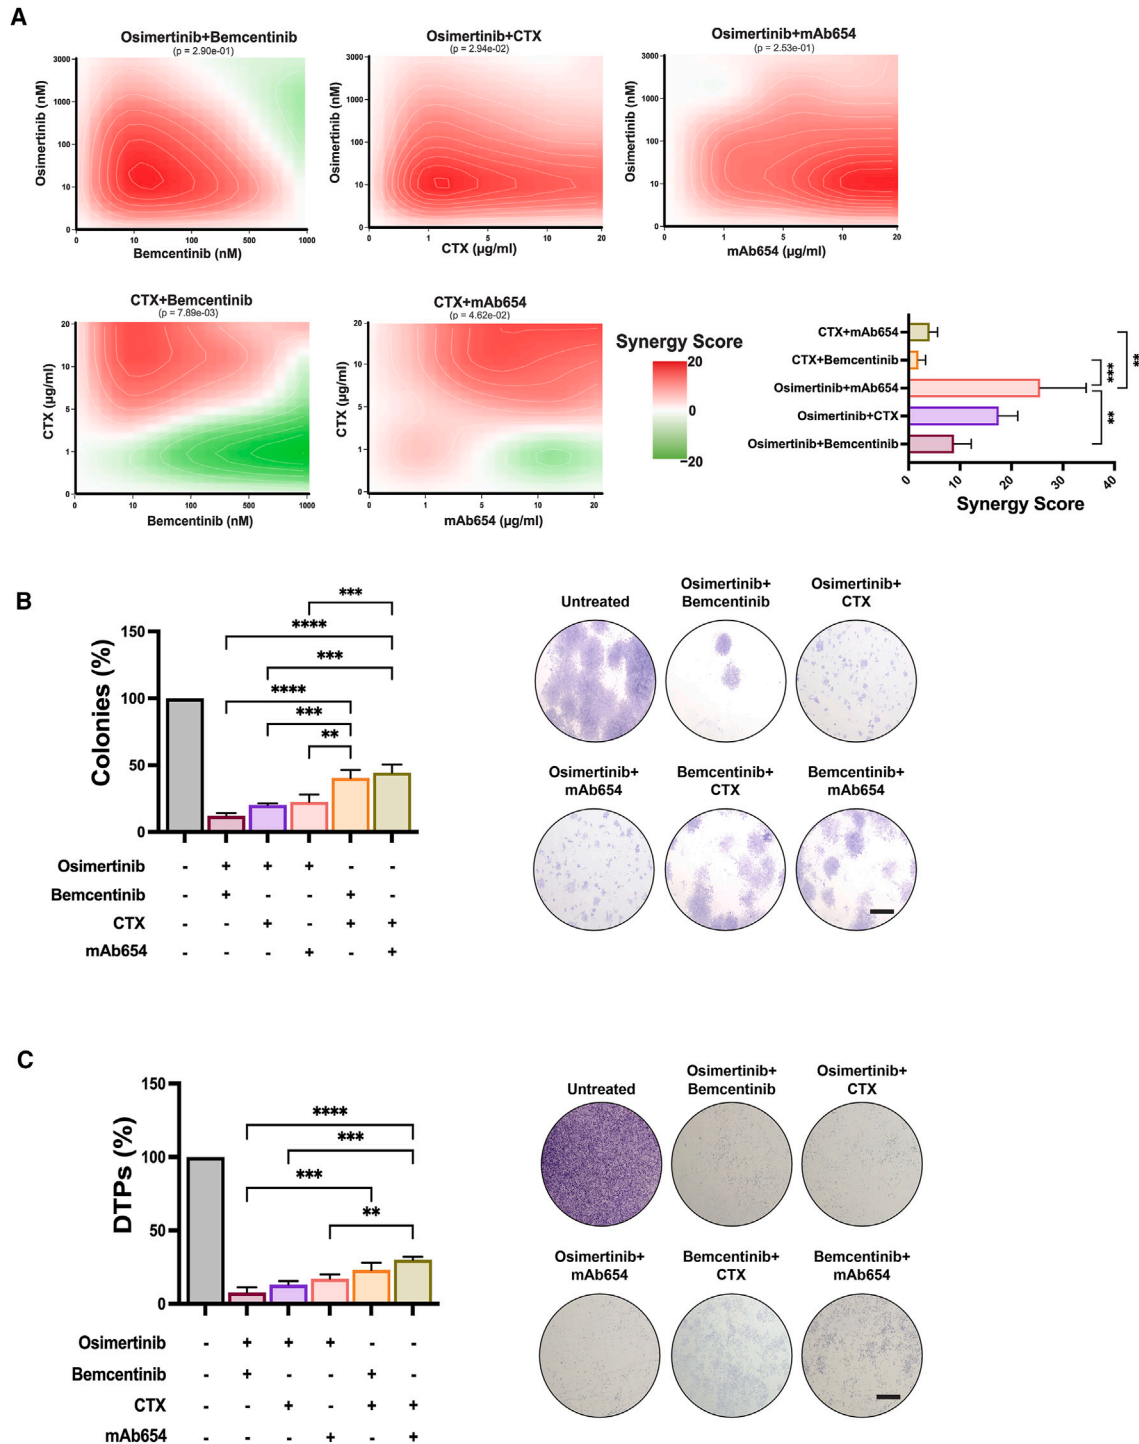 A
Osimertinib+Bemcentinib
(p = 2.90e-01)
Osimertinib (nM)
3000
1000
100
10
0
0 10 100 500 1000
Bemcentinib (nM)
Osimertinib+CTX
(p = 2.94e-02)
Osimertinib (nM)
3000
1000
100
10
0
0 1 5 10 20
CTX (µg/ml)
Osimertinib+mAb654
(p = 2.53e-01)
Osimertinib (nM)
3000
1000
100
10
0
0 1 5 10 20
mAb654 (µg/ml)
CTX+Bemcentinib
(p = 7.89e-03)
CTX (µg/ml)
20
10
5
1
0
0 10 100 500 1000
Bemcentinib (nM)
CTX+mAb654
(p = 4.62e-02)
CTX (µg/ml)
20
10
5
1
0
0 1 5 10 20
mAb654 (µg/ml)
Synergy Score
20
0
−20
CTX+mAb654
CTX+Bemcentinib
Osimertinib+mAb654
Osimertinib+CTX
Osimertinib+Bemcentinib
*** **
**
0 10 20 30 40
Synergy Score
B
Colonies (%)
150
100
50
0
***
****
***
****
***
**
Osimertinib - + + + - -
Bemcentinib - + - - + -
CTX - - + - + +
mAb654 - - - + - +
Untreated
Osimertinib+
Bemcentinib
Osimertinib+
CTX
Osimertinib+
mAb654
Bemcentinib+
CTX
Bemcentinib+
mAb654
C
DTPs (%)
150
100
50
0
****
***
***
**
Osimertinib - + + + - -
Bemcentinib - + - - + -
CTX - - + - + +
mAb654 - - - + - +
Untreated
Osimertinib+
Bemcentinib
Osimertinib+
CTX
Osimertinib+
mAb654
Bemcentinib+
CTX
Bemcentinib+
mAb654